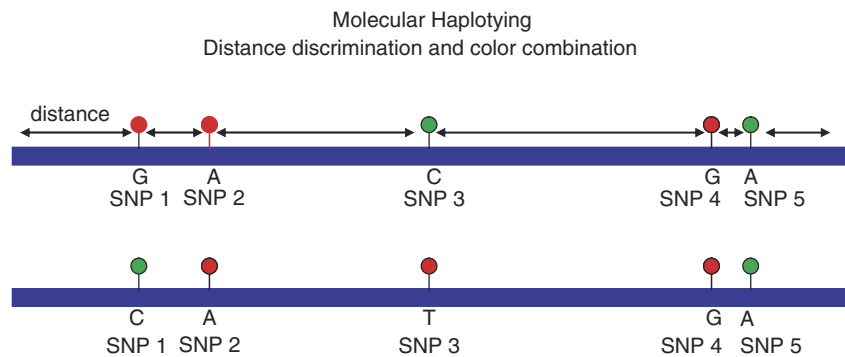 Molecular Haplotying
Distance discrimination and color combination
distance
G A C G A
SNP 1 SNP 2 SNP 3 SNP 4 SNP 5
C A T G A
SNP 1 SNP 2 SNP 3 SNP 4 SNP 5